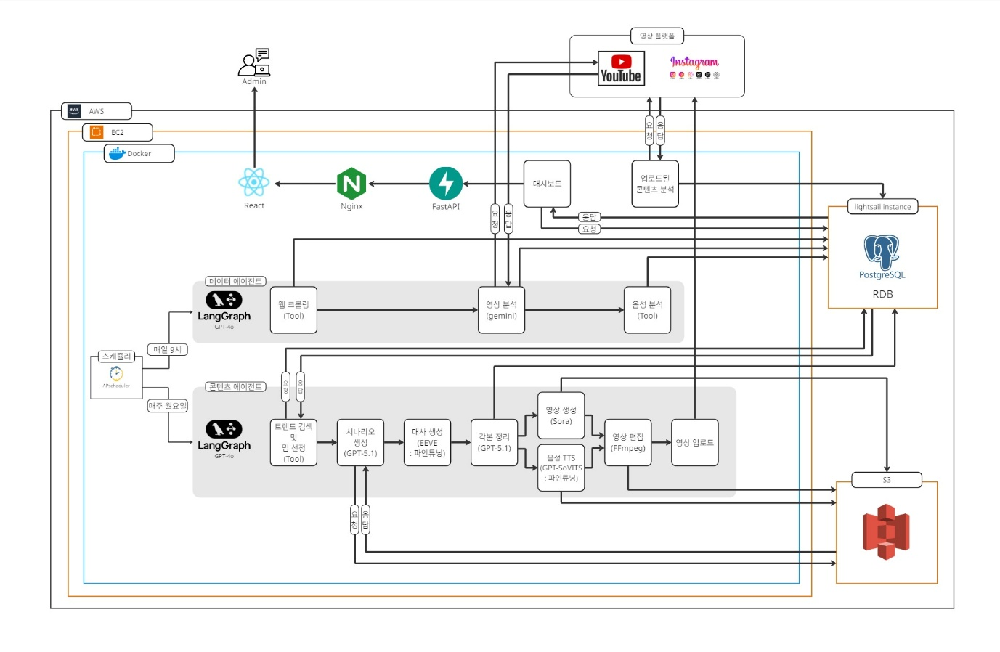 영상 플랫폼
YouTube
Instagram
Admin
aws
AWS
EC2
Docker
요청
응답
React
Nginx
FastAPI
대시보드
업로드된
콘텐츠 분석
요청
응답
응답
요청
lightsail instance
PostgreSQL
RDB
데이터 에이전트
LangGraph
GPT-4o
웹 크롤링
(Tool)
영상 분석
(gemini)
음성 분석
(Tool)
매일 9시
스케쥴러
APscheduler
매주 월요일
콘텐츠 에이전트
요청
응답
LangGraph
GPT-4o
트렌드 검색
및
밈 선정
(Tool)
시나리오
생성
(GPT-5.1)
대사 생성
(EEVE
: 파인튜닝)
각본 정리
(GPT-5.1)
영상 생성
(Sora)
음성 TTS
(GPT-SoVITS
: 파인튜닝)
영상 편집
(FFmpeg)
영상 업로드
요청
응답
S3